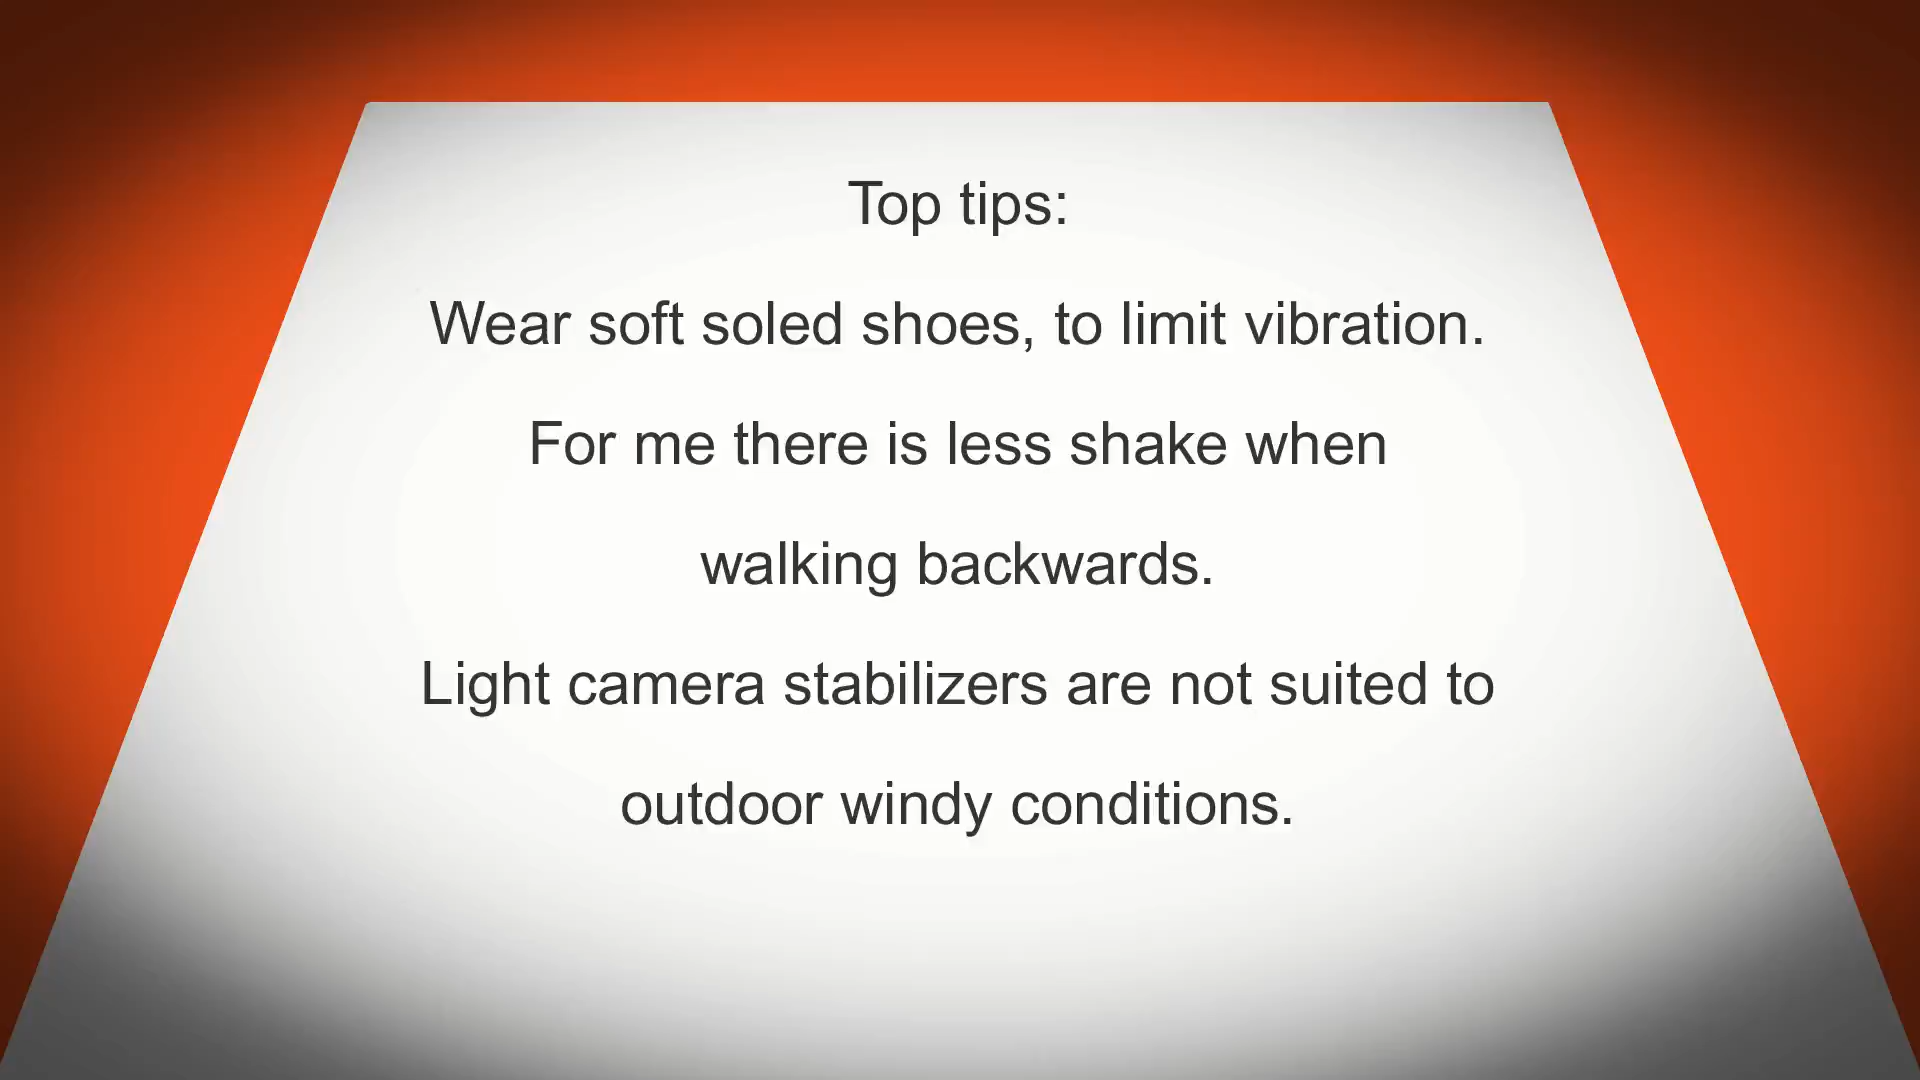 Top tips:
Wear soft soled shoes, to limit vibration.
For me there is less shake when
walking backwards.
Light camera stabilizers are not suited to
outdoor windy conditions.